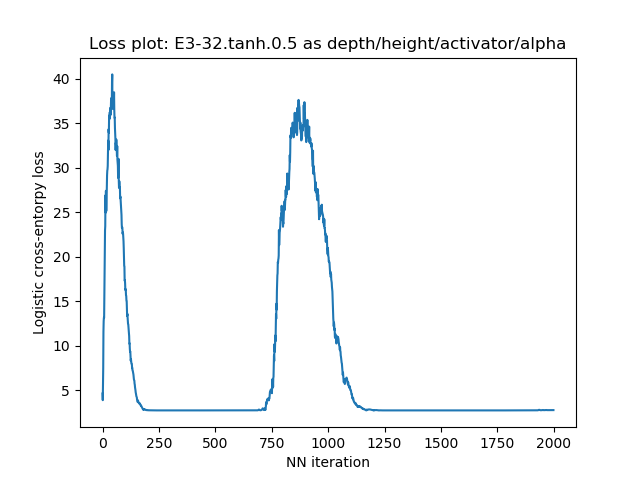 Loss plot: E3-32.tanh.0.5 as depth/height/activator/alpha
Logistic cross-entorpy loss
40
35
30
25
20
15
10
5
0 250 500 750 1000 1250 1500 1750 2000
NN iteration